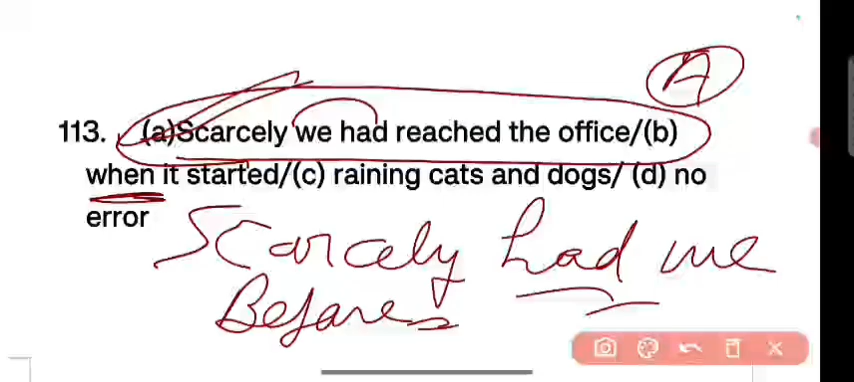 A
113. (a)Scarcely we had reached the office/(b)
when it started/(c) raining cats and dogs/ (d) no
error
Scarcely had we
Before